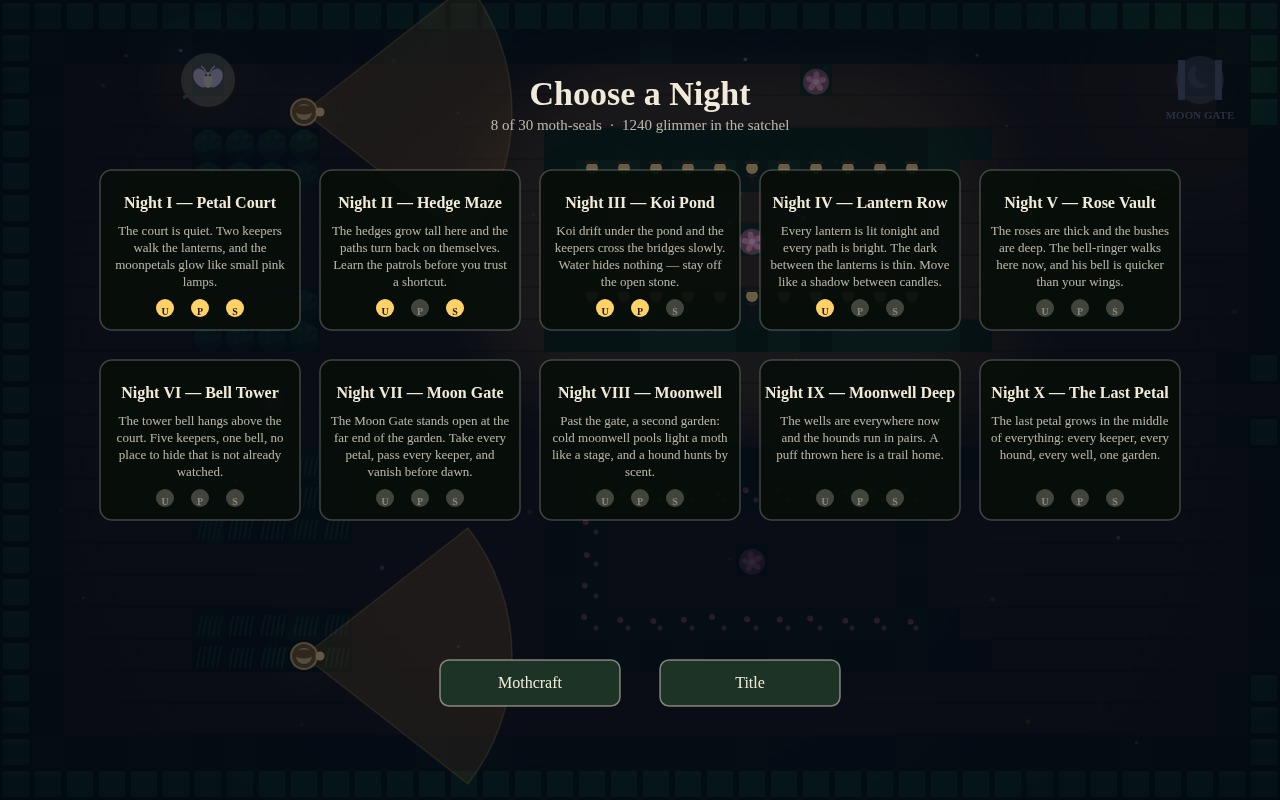 Choose a Night
8 of 30 moth-seals · 1240 glimmer in the satchel
MOON GATE
Night I — Petal Court
The court is quiet. Two keepers
walk the lanterns, and the
moonpetals glow like small pink
lamps.
U P S
Night II — Hedge Maze
The hedges grow tall here and the
paths turn back on themselves.
Learn the patrols before you trust
a shortcut.
U P S
Night III — Koi Pond
Koi drift under the pond and the
keepers cross the bridges slowly.
Water hides nothing — stay off
the open stone.
U P S
Night IV — Lantern Row
Every lantern is lit tonight and
every path is bright. The dark
between the lanterns is thin. Move
like a shadow between candles.
U P S
Night V — Rose Vault
The roses are thick and the bushes
are deep. The bell-ringer walks
here now, and his bell is quicker
than your wings.
U P S
Night VI — Bell Tower
The tower bell hangs above the
court. Five keepers, one bell, no
place to hide that is not already
watched.
U P S
Night VII — Moon Gate
The Moon Gate stands open at the
far end of the garden. Take every
petal, pass every keeper, and
vanish before dawn.
U P S
Night VIII — Moonwell
Past the gate, a second garden:
cold moonwell pools light a moth
like a stage, and a hound hunts by
scent.
U P S
Night IX — Moonwell Deep
The wells are everywhere now
and the hounds run in pairs. A
puff thrown here is a trail home.
U P S
Night X — The Last Petal
The last petal grows in the middle
of everything: every keeper, every
hound, every well, one garden.
U P S
Mothcraft
Title